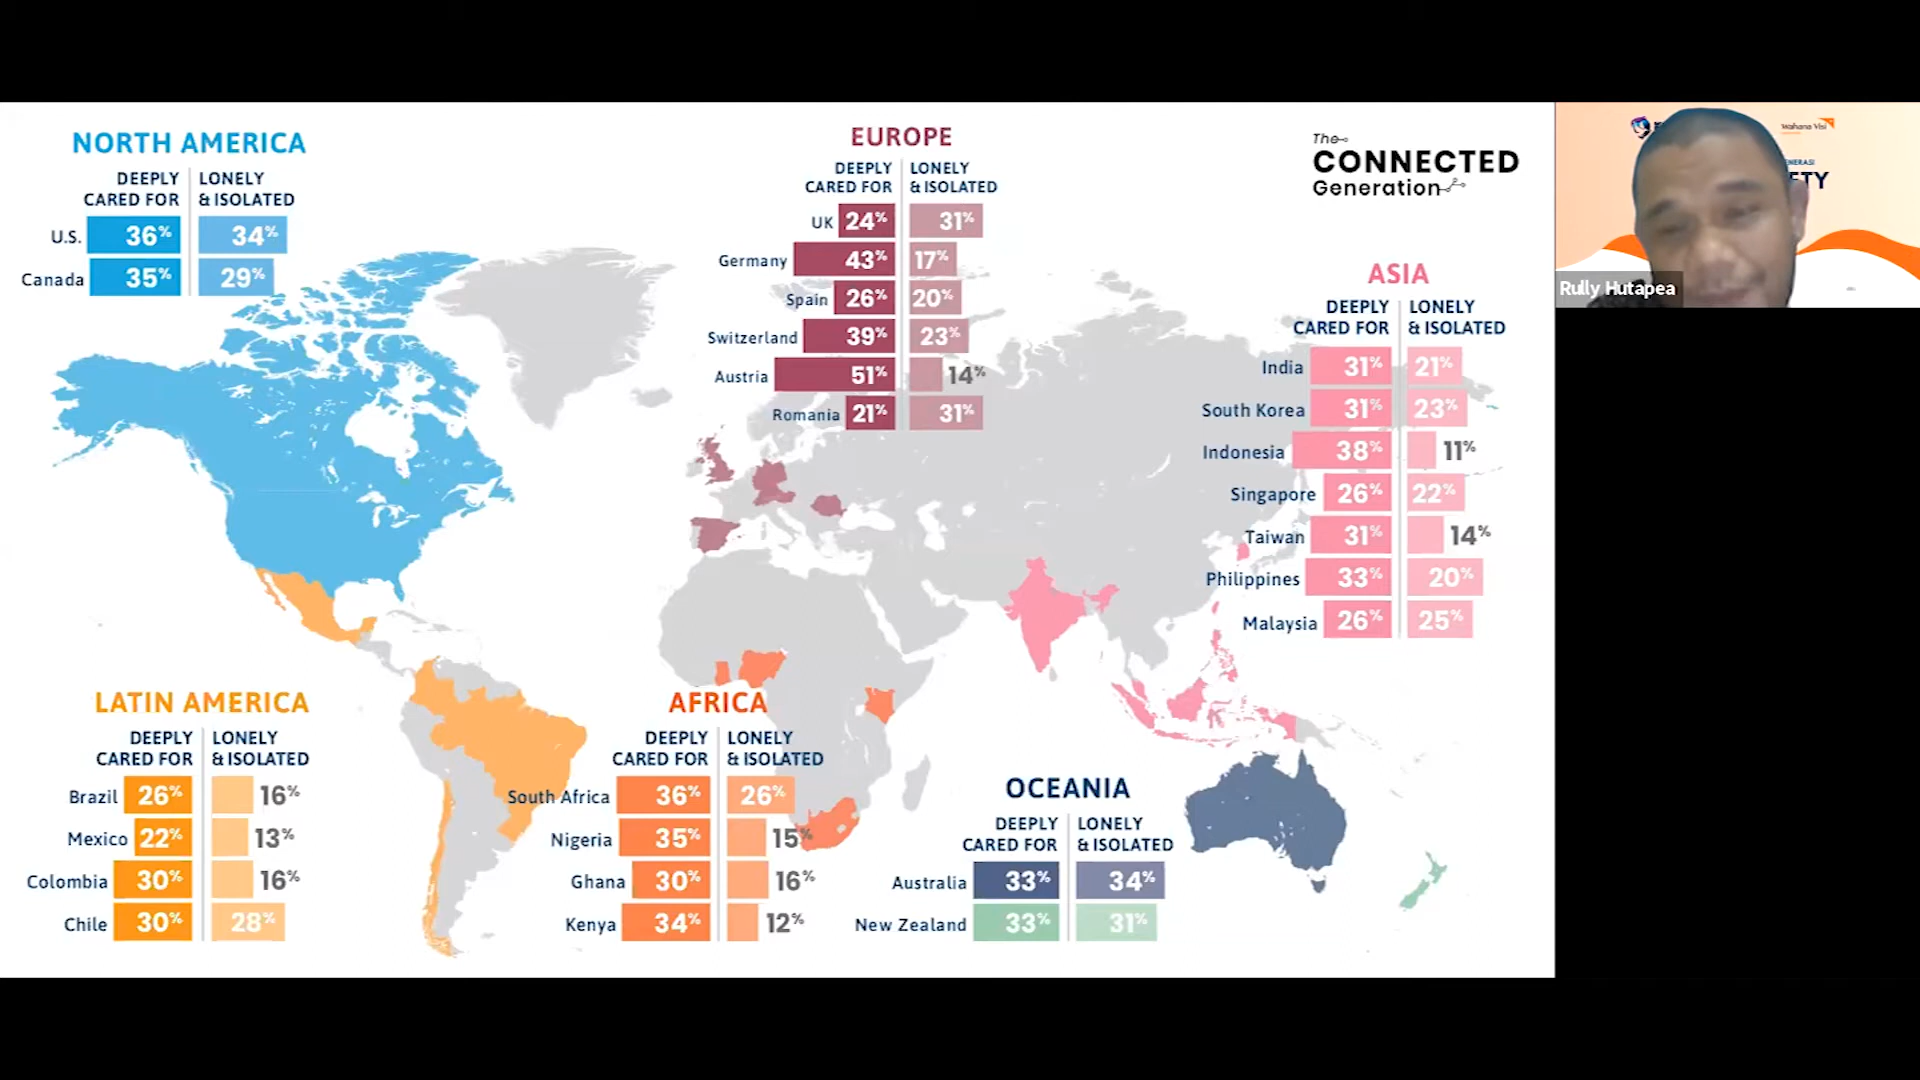 NORTH AMERICA
DEEPLY CARED FOR
LONELY & ISOLATED
U.S. 36% 34%
Canada 35% 29%
EUROPE
DEEPLY CARED FOR
LONELY & ISOLATED
UK 24% 31%
Germany 43% 17%
Spain 26% 20%
Switzerland 39% 23%
Austria 51% 14%
Romania 21% 31%
The
CONNECTED
Generation
ASIA
DEEPLY CARED FOR
LONELY & ISOLATED
India 31% 21%
South Korea 31% 23%
Indonesia 38% 11%
Singapore 26% 22%
Taiwan 31% 14%
Philippines 33% 20%
Malaysia 26% 25%
LATIN AMERICA
DEEPLY CARED FOR
LONELY & ISOLATED
Brazil 26% 16%
Mexico 22% 13%
Colombia 30% 16%
Chile 30% 28%
AFRICA
DEEPLY CARED FOR
LONELY & ISOLATED
South Africa 36% 26%
Nigeria 35% 15%
Ghana 30% 16%
Kenya 34% 12%
OCEANIA
DEEPLY CARED FOR
LONELY & ISOLATED
Australia 33% 34%
New Zealand 33% 31%
Wahana Visi
Rully Hutapea